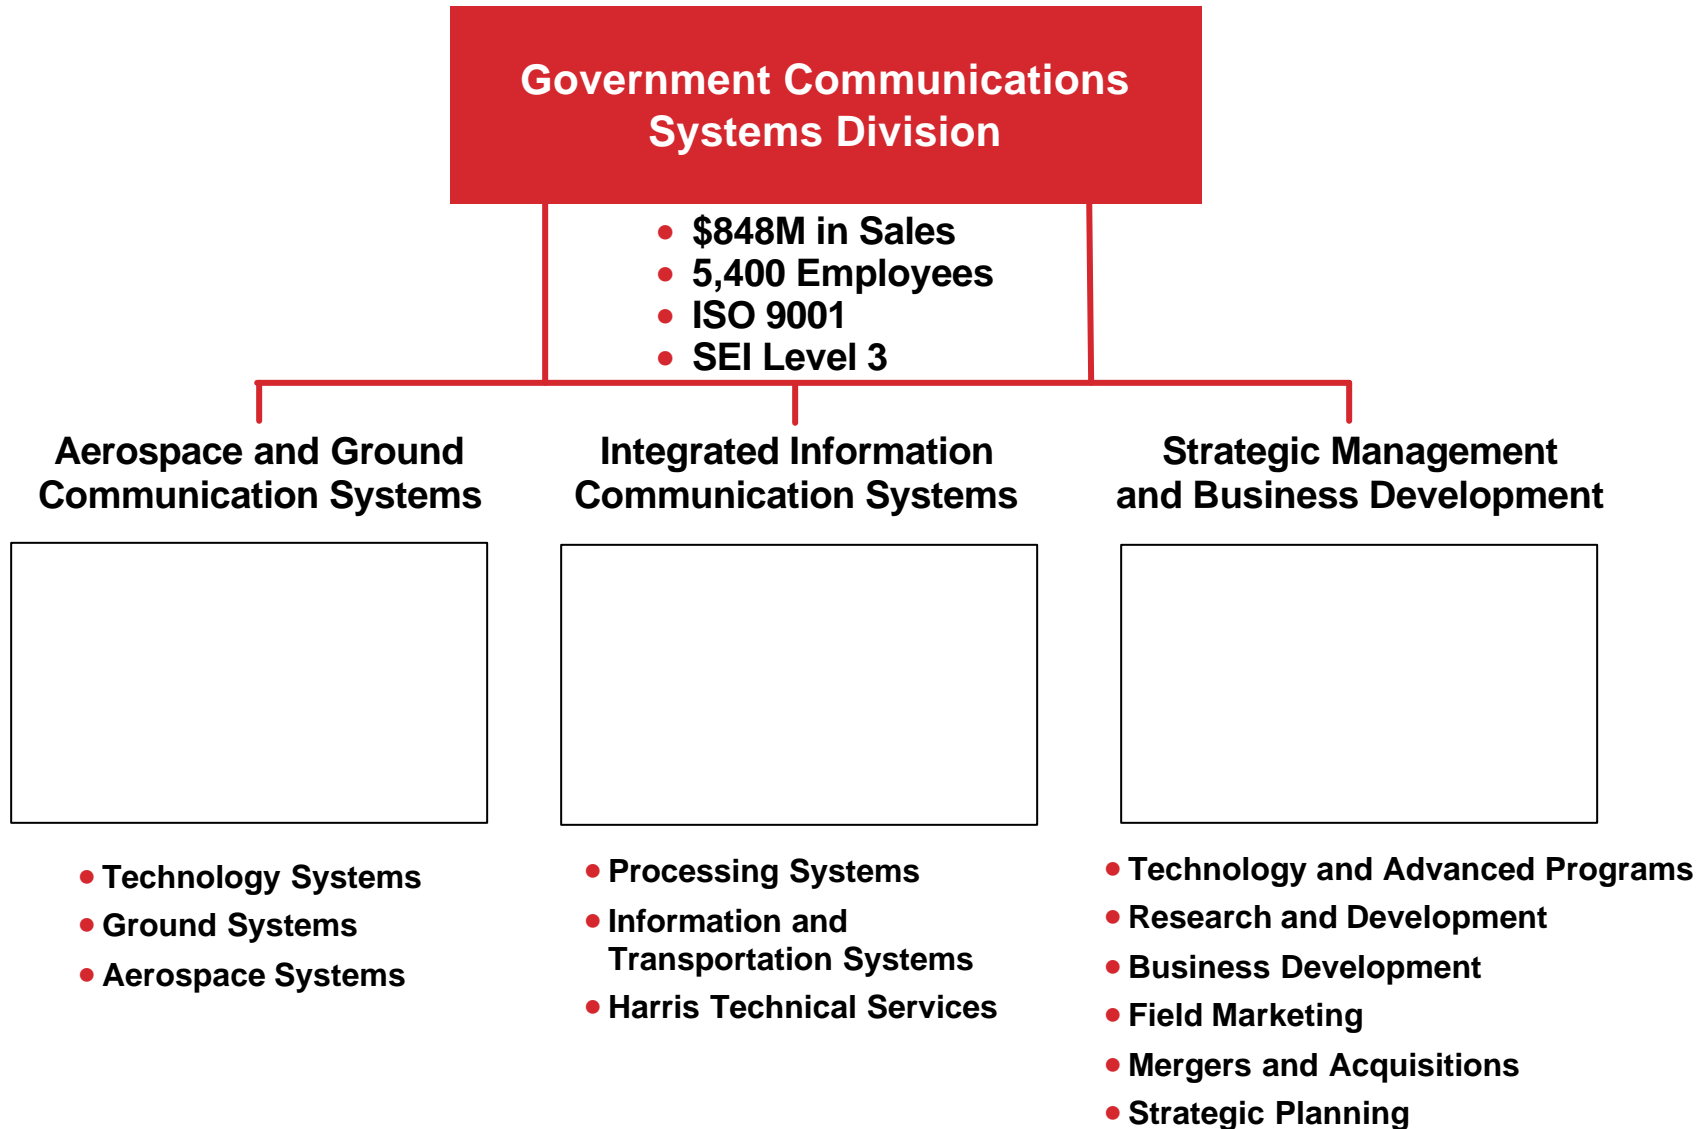 Government Communications
Systems Division
• $848M in Sales
• 5,400 Employees
• ISO 9001
• SEI Level 3
Aerospace and Ground
Communication Systems
Integrated Information
Communication Systems
Strategic Management
and Business Development
• Technology Systems
• Ground Systems
• Aerospace Systems
• Processing Systems
• Information and
Transportation Systems
• Harris Technical Services
• Technology and Advanced Programs
• Research and Development
• Business Development
• Field Marketing
• Mergers and Acquisitions
• Strategic Planning